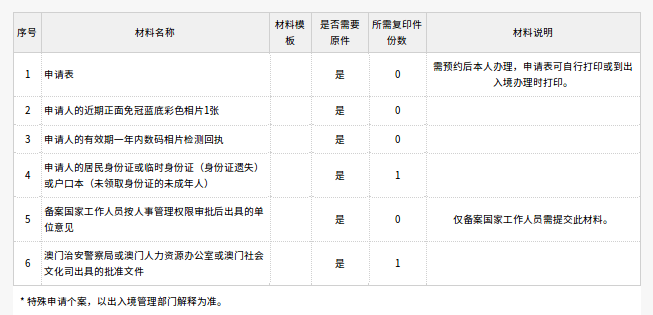 序号 材料名称 材料模板 是否需要原件 所需复印件份数 材料说明
1 申请表 是 0 需预约后本人办理，申请表可自行打印或到出入境办理时打印。
2 申请人的近期正面免冠蓝底彩色相片1张 是 0
3 申请人的有效期一年内数码相片检测回执 是 0
4 申请人的居民身份证或临时身份证（身份证遗失）或户口本（未领取身份证的未成年人） 是 1
5 备案国家工作人员按人事管理权限审批后出具的单位意见 是 0 仅备案国家工作人员需提交此材料。
6 澳门治安警察局或澳门人力资源办公室或澳门社会文化司出具的批准文件 是 1
* 特殊申请个案，以出入境管理部门解释为准。